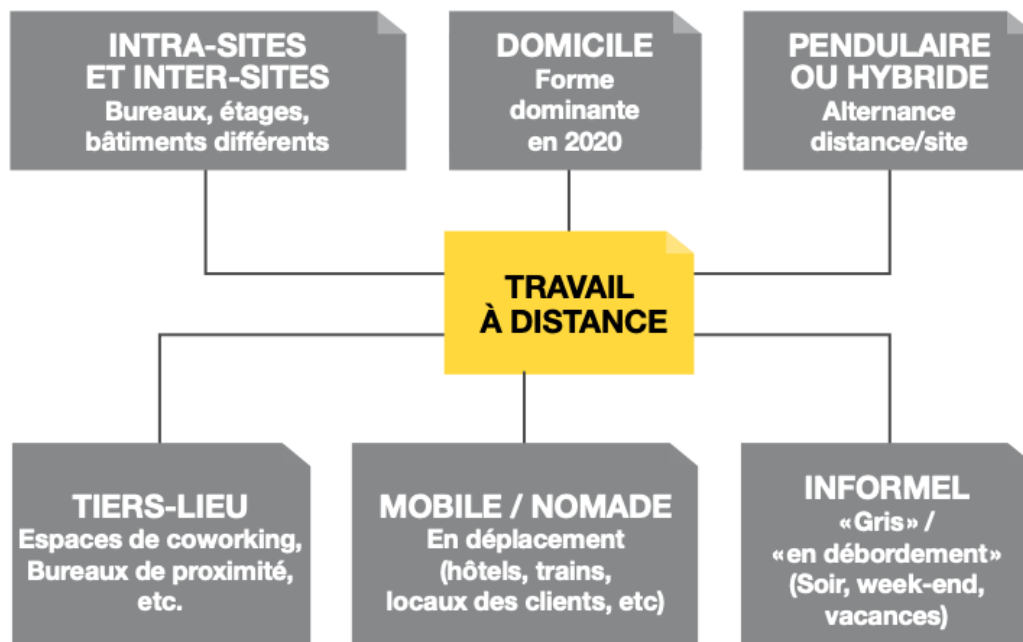 INTRA-SITES
ET INTER-SITES
Bureaux, étages,
bâtiments différents
DOMICILE
Forme
dominante
en 2020
PENDULAIRE
OU HYBRIDE
Alternance
distance/site
TRAVAIL
À DISTANCE
TIERS-LIEU
Espaces de coworking,
Bureaux de proximité,
etc.
MOBILE / NOMADE
En déplacement
(hôtels, trains,
locaux des clients, etc)
INFORMEL
«Gris» /
«en débordement»
(Soir, week-end,
vacances)